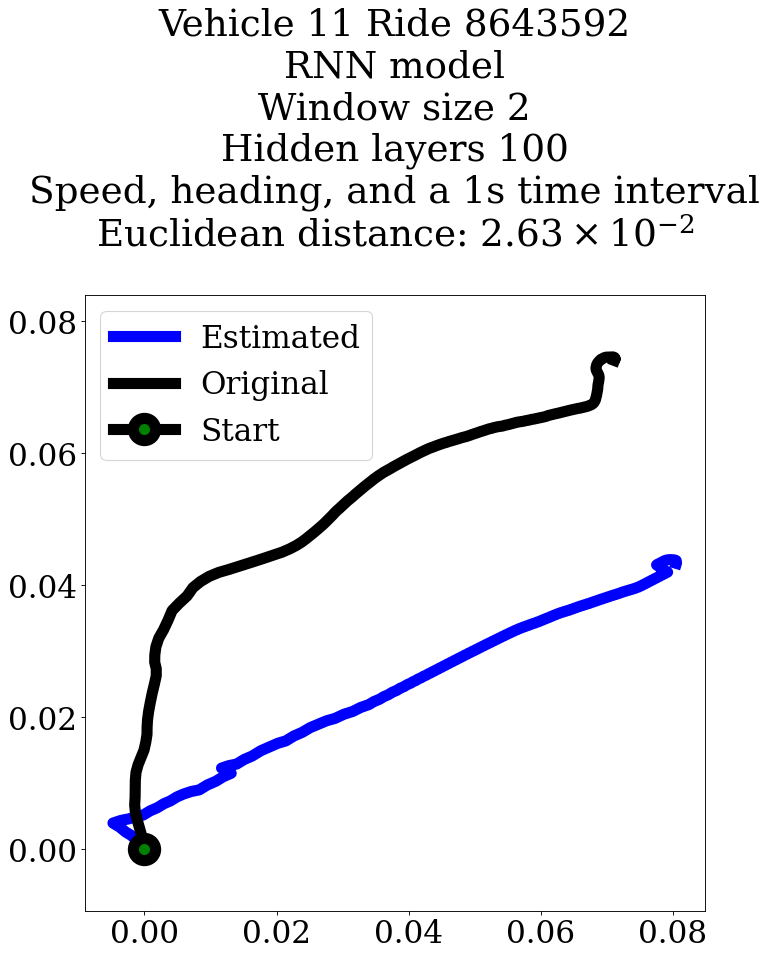 Vehicle 11 Ride 8643592
RNN model
Window size 2
Hidden layers 100
Speed, heading, and a 1s time interval
Euclidean distance: 2.63 × 10⁻²
Estimated
Original
Start
0.08
0.06
0.04
0.02
0.00
0.00 0.02 0.04 0.06 0.08